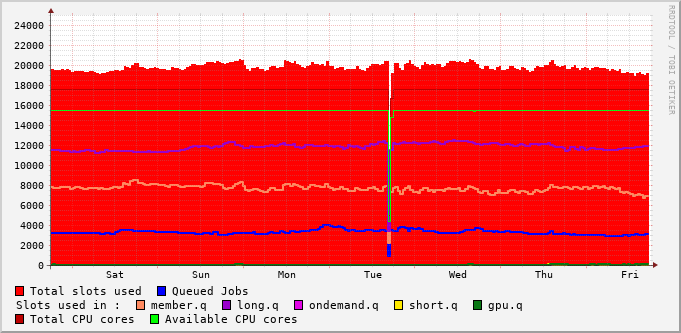 RRDTOOL / TOBI OETIKER
24000
22000
20000
18000
16000
14000
12000
10000
8000
6000
4000
2000
0
Sat Sun Mon Tue Wed Thu Fri
Total slots used Queued Jobs
Slots used in : member.q long.q ondemand.q short.q gpu.q
Total CPU cores Available CPU cores